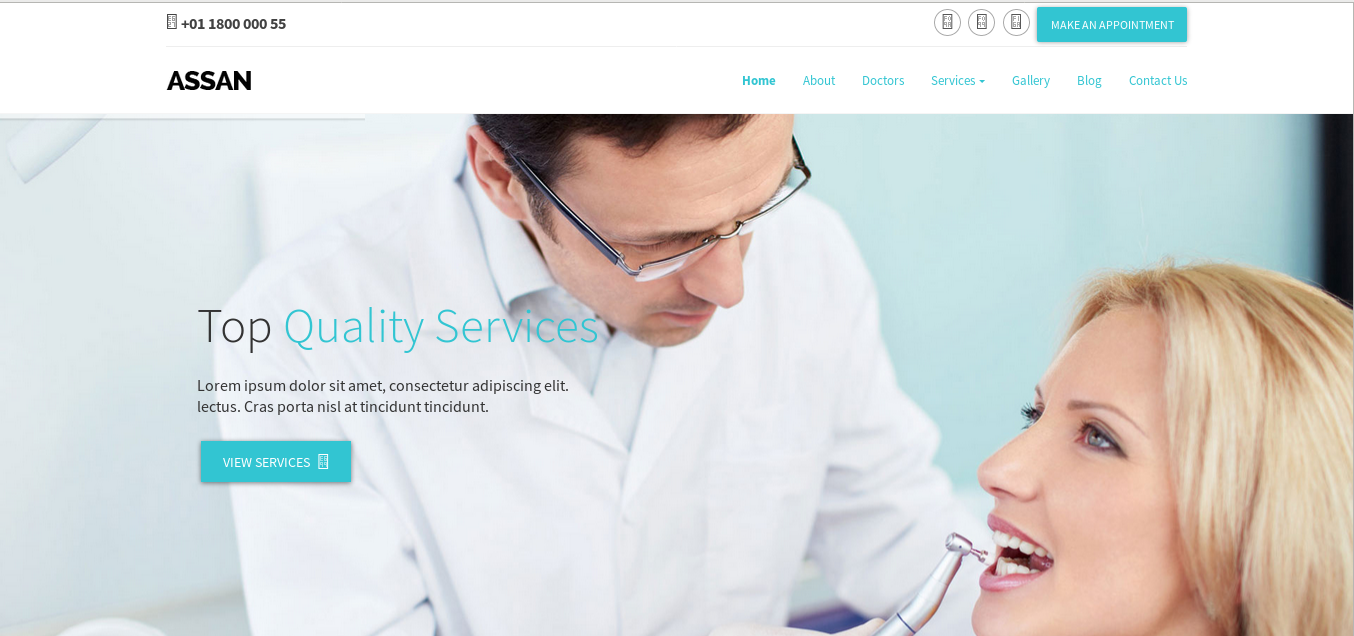 +01 1800 000 55
MAKE AN APPOINTMENT
ASSAN
Home About Doctors Services Gallery Blog Contact Us
Top Quality Services
Lorem ipsum dolor sit amet, consectetur adipiscing elit.
lectus. Cras porta nisl at tincidunt tincidunt.
VIEW SERVICES